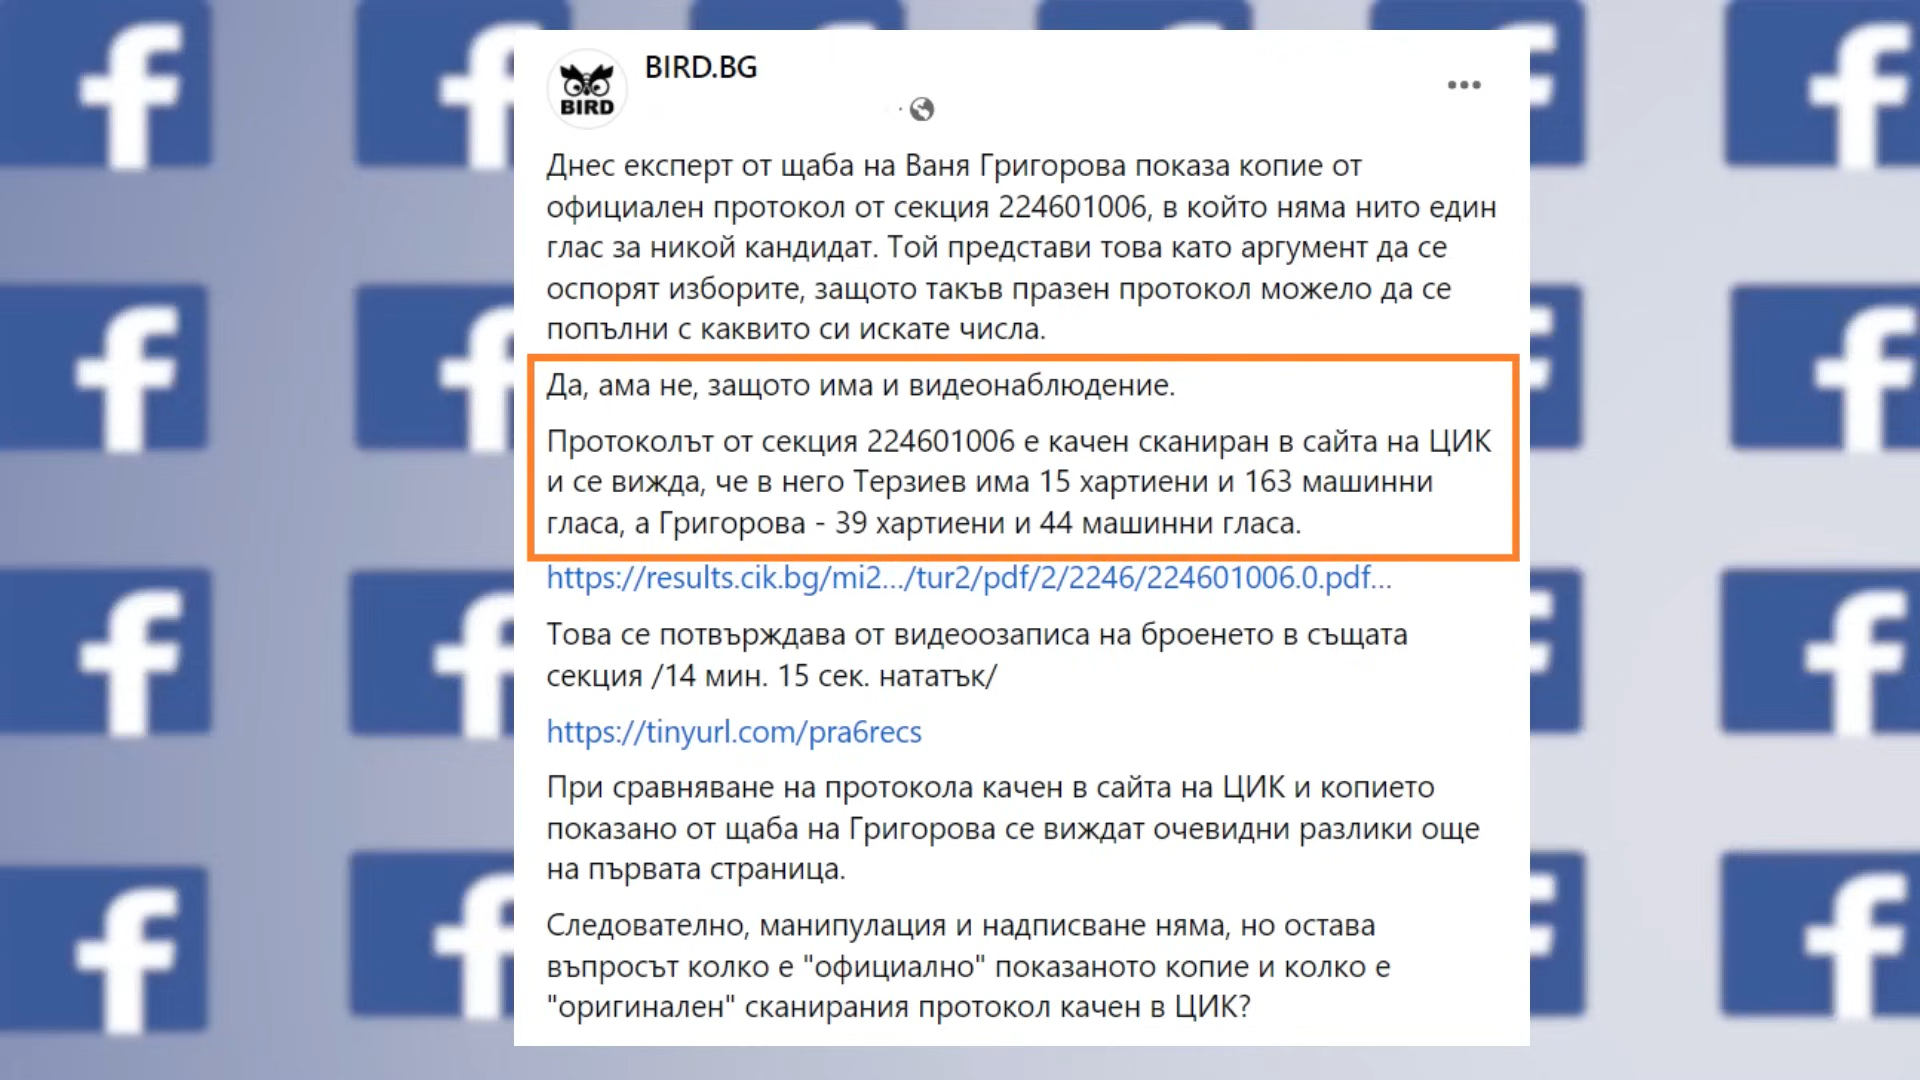 BIRD
BIRD.BG
Днес експерт от щаба на Ваня Григорова показа копие от
официален протокол от секция 224601006, в който няма нито един
глас за никой кандидат. Той представи това като аргумент да се
оспорят изборите, защото такъв празен протокол можело да се
попълни с каквито си искате числа.
Да, ама не, защото има и видеонаблюдение.
Протоколът от секция 224601006 е качен сканиран в сайта на ЦИК
и се вижда, че в него Терзиев има 15 хартиени и 163 машинни
гласа, а Григорова - 39 хартиени и 44 машинни гласа.
https://results.cik.bg/mi2.../tur2/pdf/2/2246/224601006.0.pdf...
Това се потвърждава от видеоозаписа на броенето в същата
секция /14 мин. 15 сек. нататък/
https://tinyurl.com/pra6recs
При сравняване на протокола качен в сайта на ЦИК и копието
показано от щаба на Григорова се виждат очевидни разлики още
на първата страница.
Следователно, манипулация и надписване няма, но остава
въпросът колко е "официално" показаното копие и колко е
"оригинален" сканирания протокол качен в ЦИК?